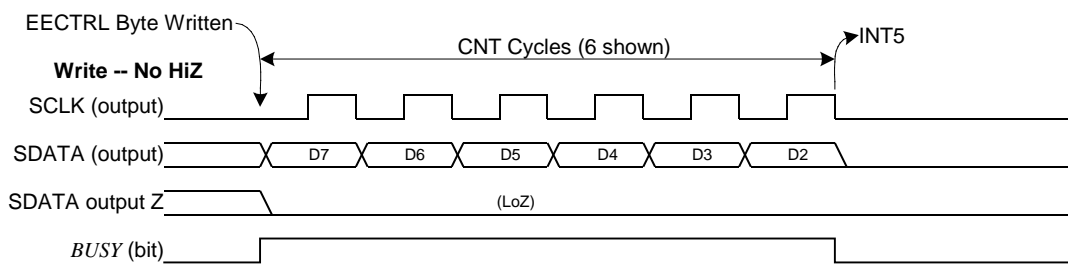 EECTRL Byte Written
INT5
CNT Cycles (6 shown)
Write -- No HiZ
SCLK (output)
SDATA (output)
D7 D6 D5 D4 D3 D2
SDATA output Z
(LoZ)
BUSY (bit)